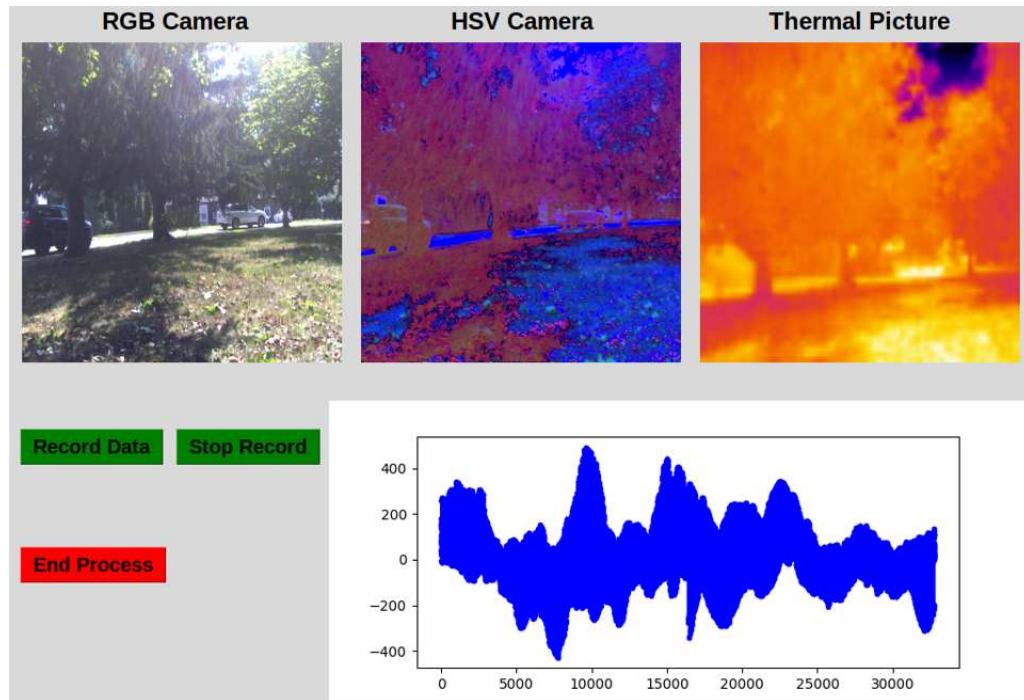 RGB Camera HSV Camera Thermal Picture
Record Data Stop Record
End Process
400
200
0
−200
−400
0 5000 10000 15000 20000 25000 30000